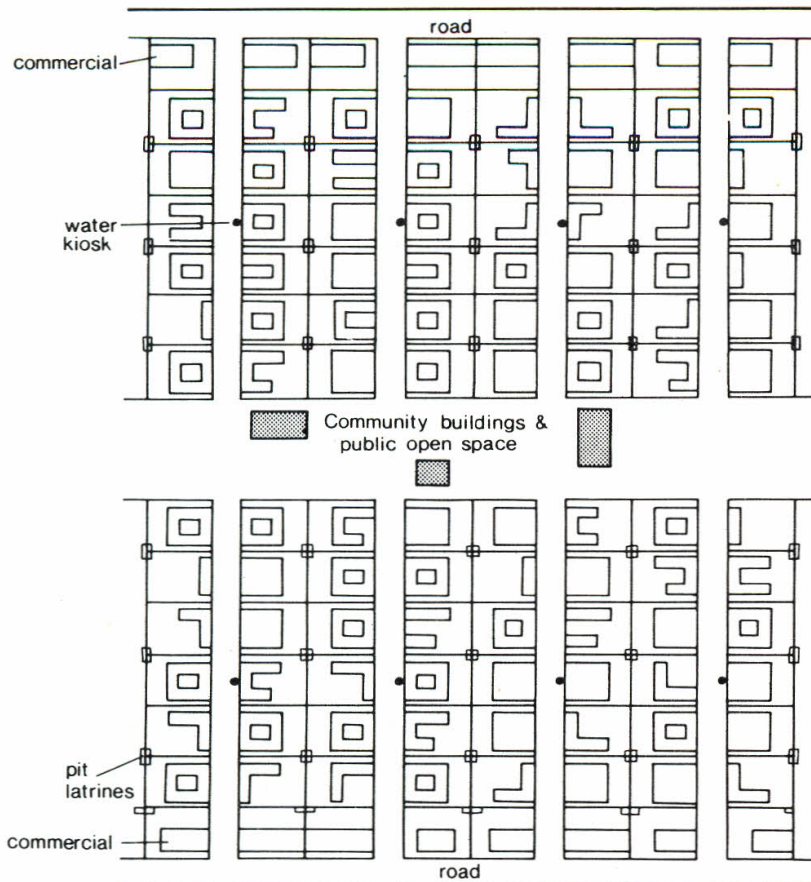 road
commercial
water
kiosk
Community buildings &
public open space
pit
latrines
commercial
road